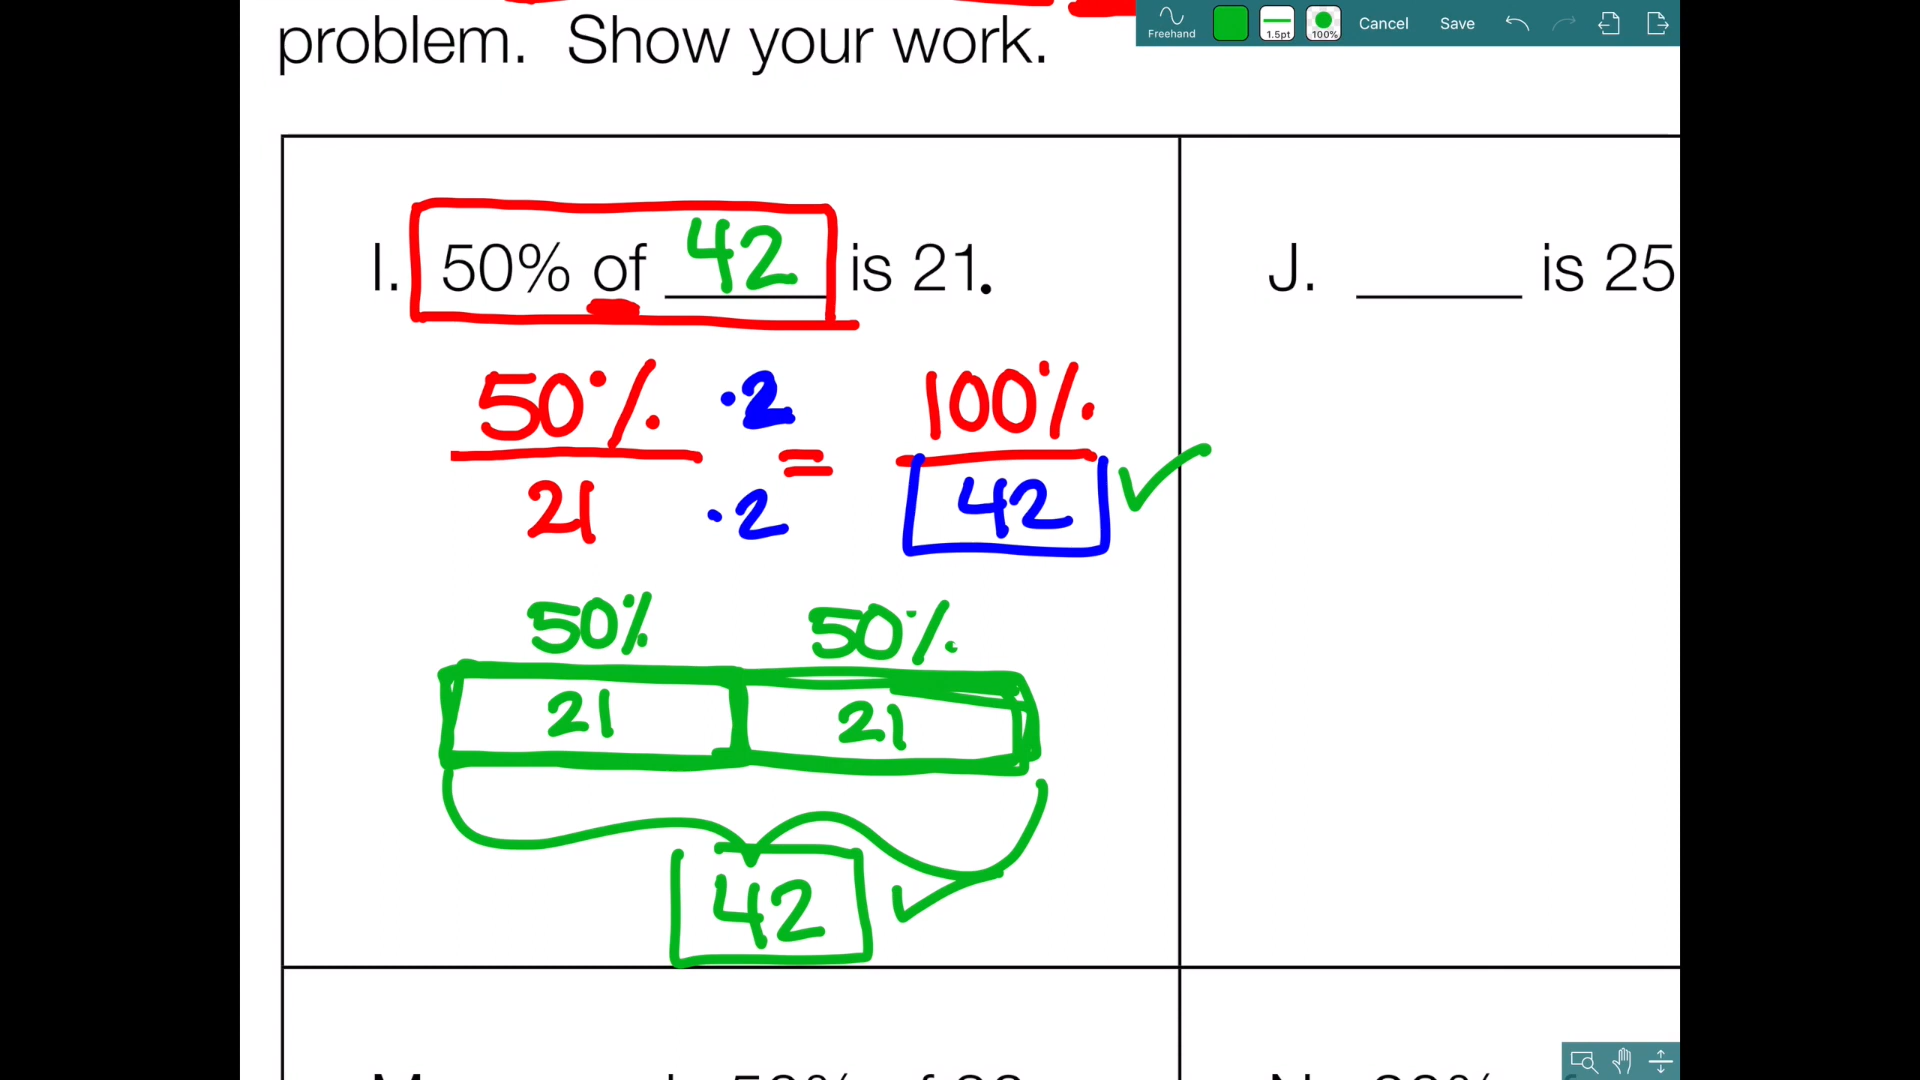 problem. Show your work.
Freehand
1.5pt
100%
Cancel
Save
I. 50% of 42 is 21.
J. ______ is 25
50% ·2 = 100%
21 ·2 42
50% 50%
21 21
42